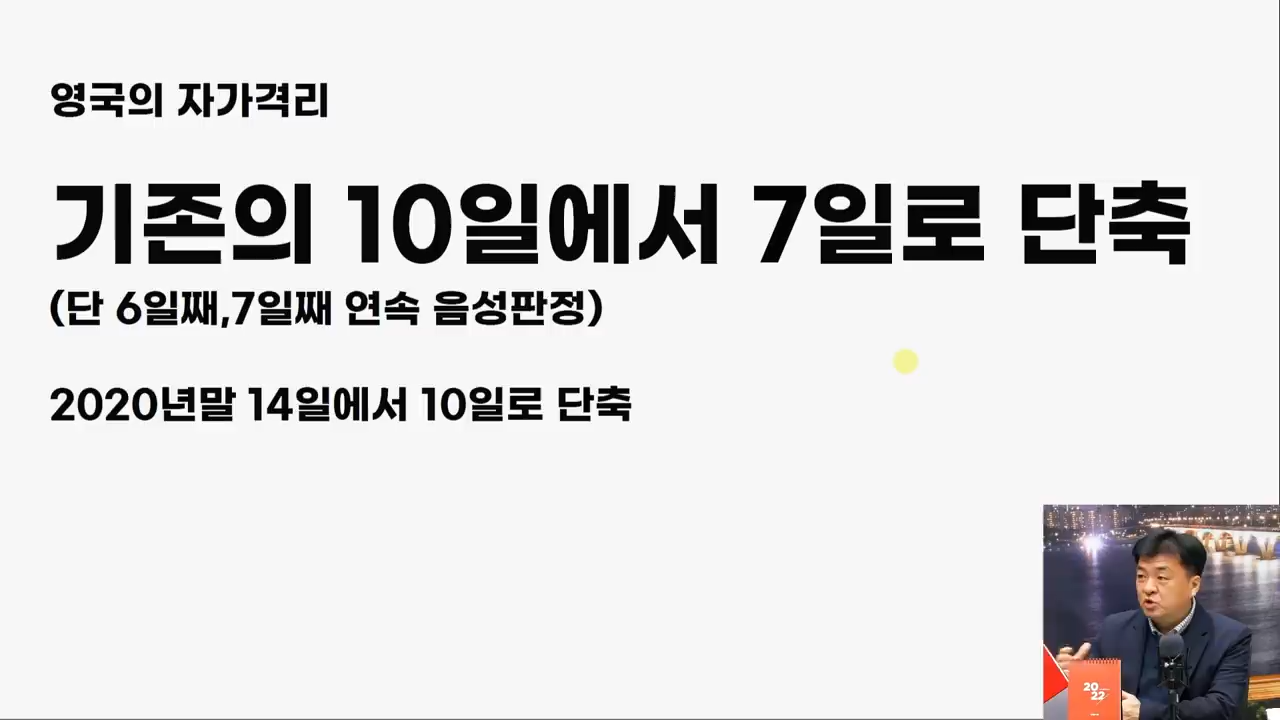 영국의 자가격리
기존의 10일에서 7일로 단축
(단 6일째,7일째 연속 음성판정)
2020년말 14일에서 10일로 단축
20
22